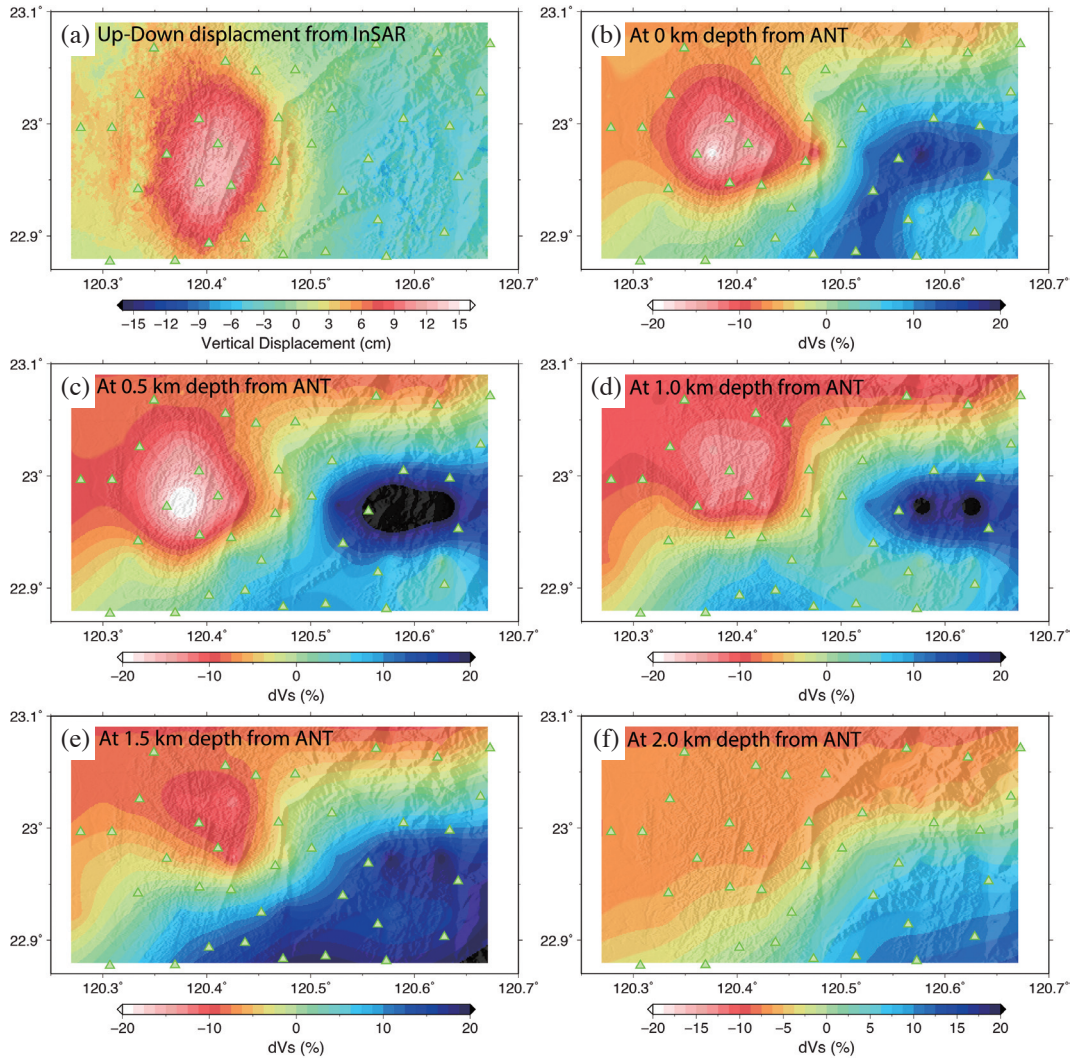 (a) Up-Down displacment from InSAR
23.1˚
23˚
22.9˚
120.3˚ 120.4˚ 120.5˚ 120.6˚ 120.7˚
−15 −12 −9 −6 −3 0 3 6 9 12 15
Vertical Displacement (cm)
(b) At 0 km depth from ANT
23.1˚
23˚
22.9˚
120.3˚ 120.4˚ 120.5˚ 120.6˚ 120.7˚
−20 −10 0 10 20
dVs (%)
(c) At 0.5 km depth from ANT
23.1˚
23˚
22.9˚
120.3˚ 120.4˚ 120.5˚ 120.6˚ 120.7˚
−20 −10 0 10 20
dVs (%)
(d) At 1.0 km depth from ANT
23.1˚
23˚
22.9˚
120.3˚ 120.4˚ 120.5˚ 120.6˚ 120.7˚
−20 −10 0 10 20
dVs (%)
(e) At 1.5 km depth from ANT
23.1˚
23˚
22.9˚
120.3˚ 120.4˚ 120.5˚ 120.6˚ 120.7˚
−20 −10 0 10 20
dVs (%)
(f) At 2.0 km depth from ANT
23.1˚
23˚
22.9˚
120.3˚ 120.4˚ 120.5˚ 120.6˚ 120.7˚
−20 −15 −10 −5 0 5 10 15 20
dVs (%)